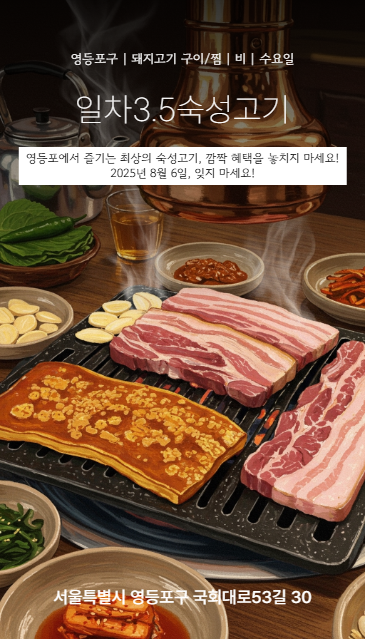 영등포구 | 돼지고기 구이/찜 | 비 | 수요일
일차3.5숙성고기
영등포에서 즐기는 최상의 숙성고기, 깜짝 혜택을 놓치지 마세요!
2025년 8월 6일, 잊지 마세요!
서울특별시 영등포구 국회대로53길 30